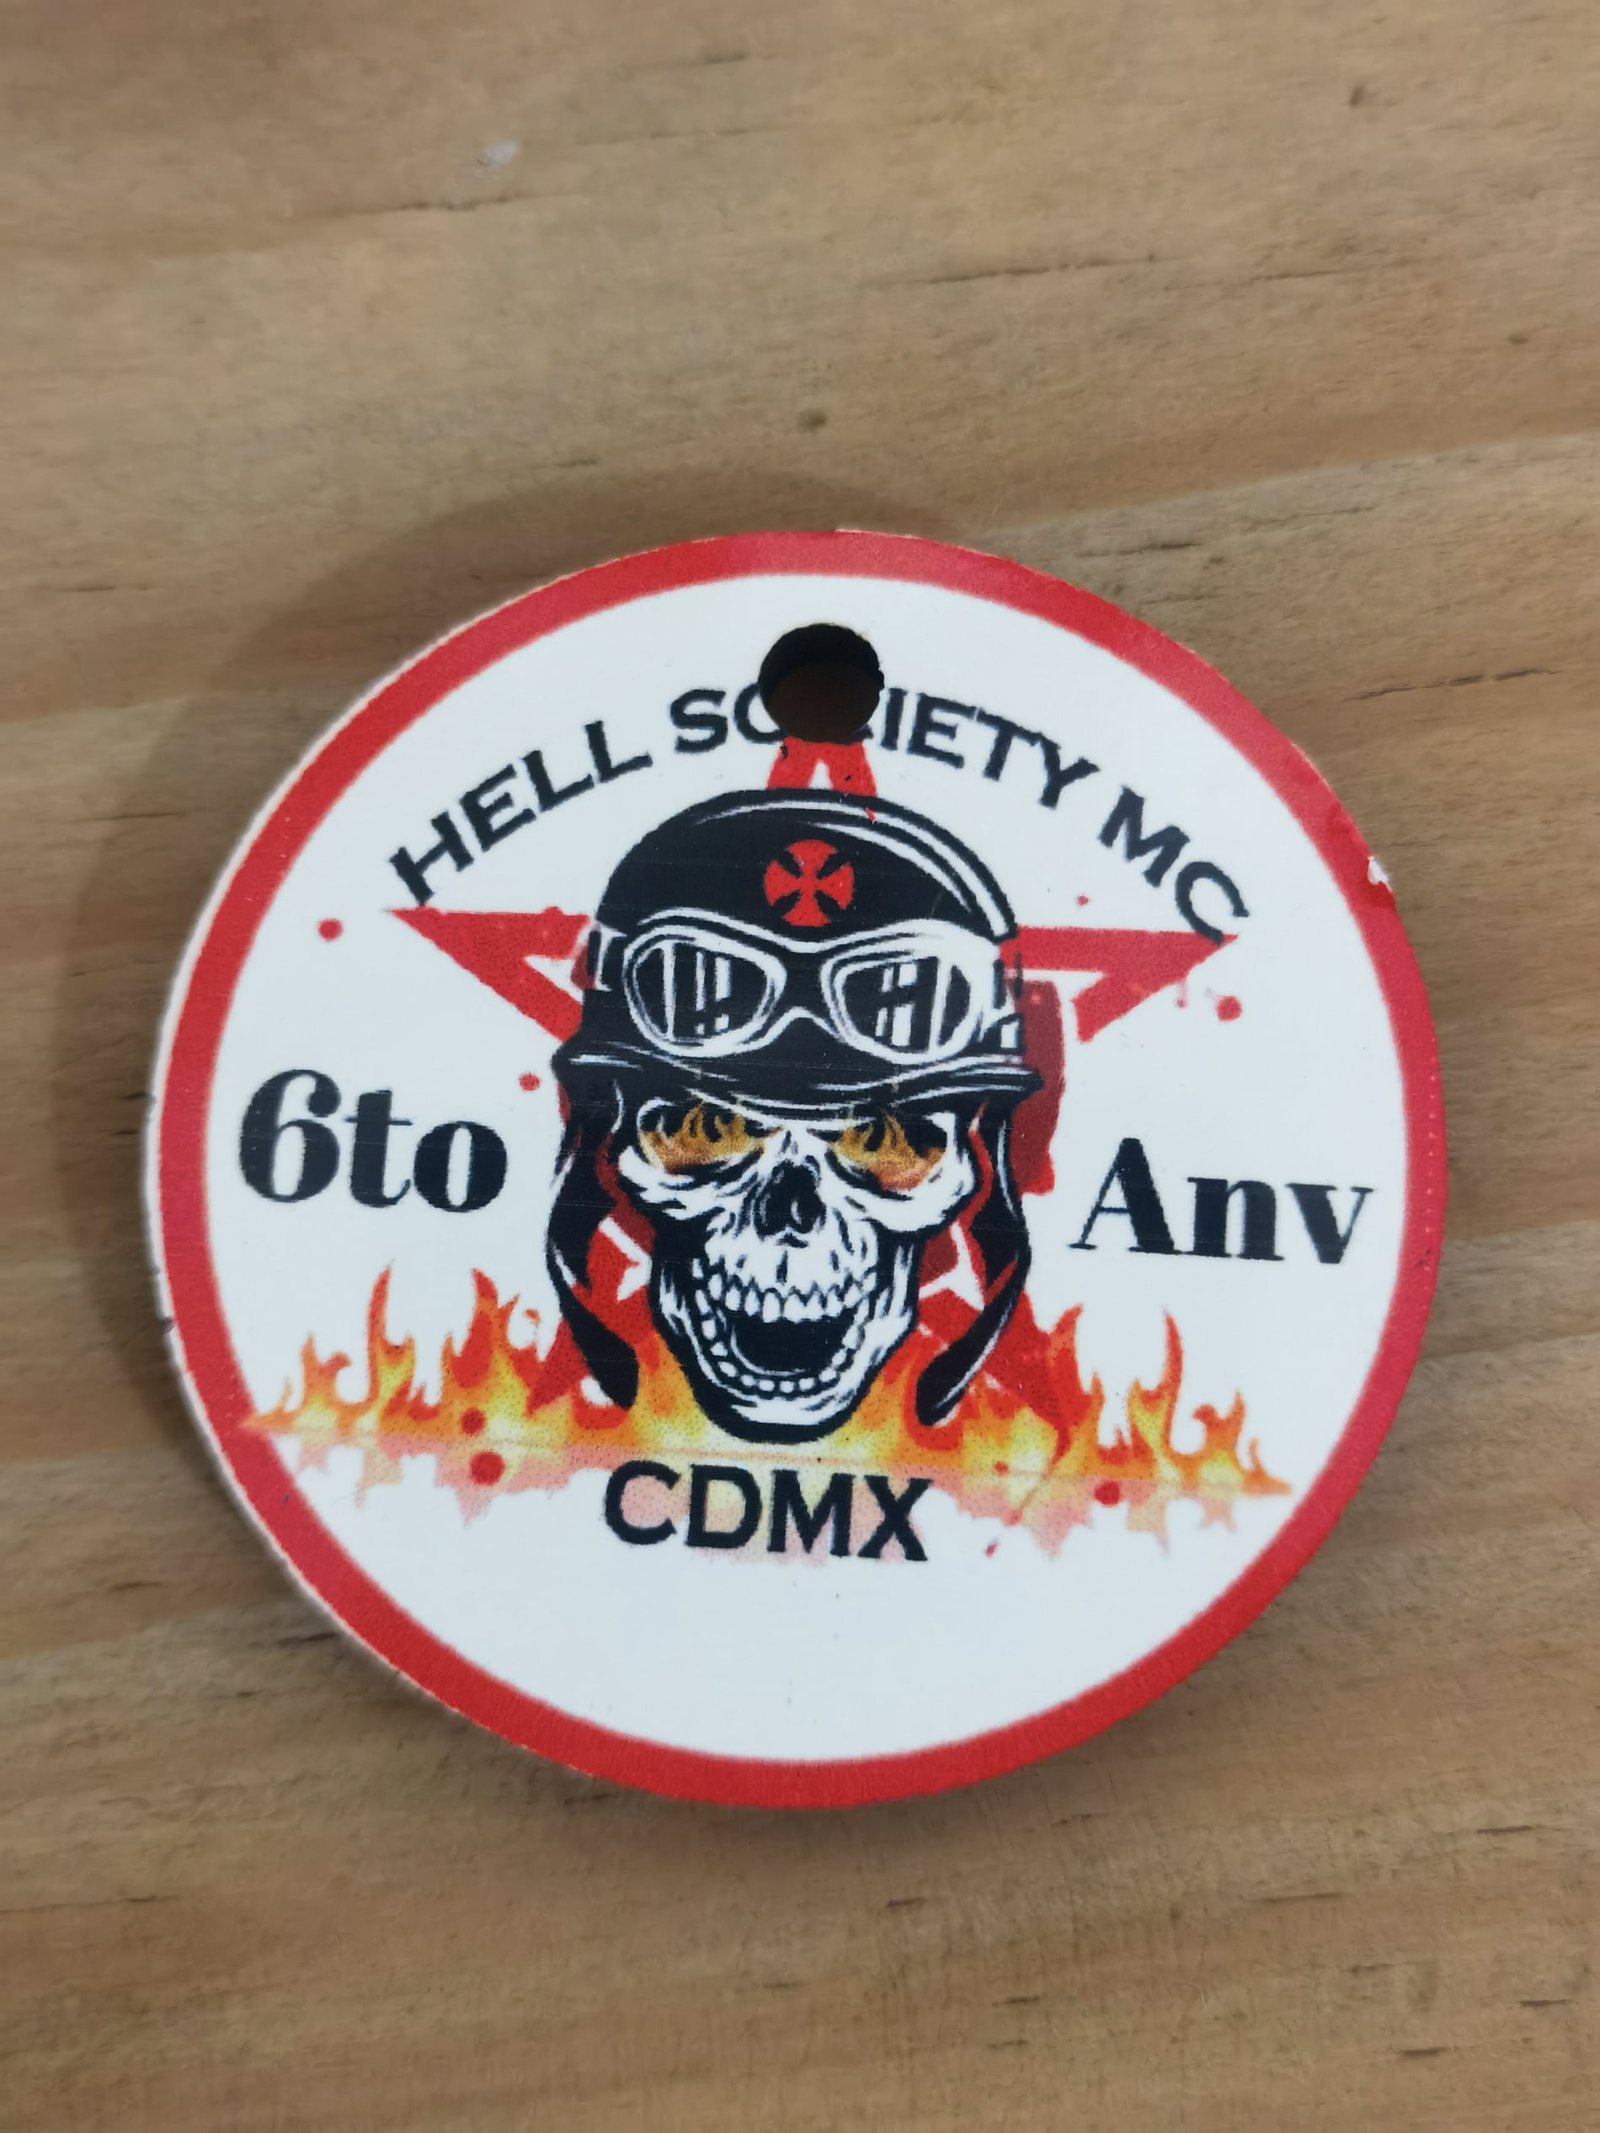 HELL SOCIETY MC
6to Anv
CDMX